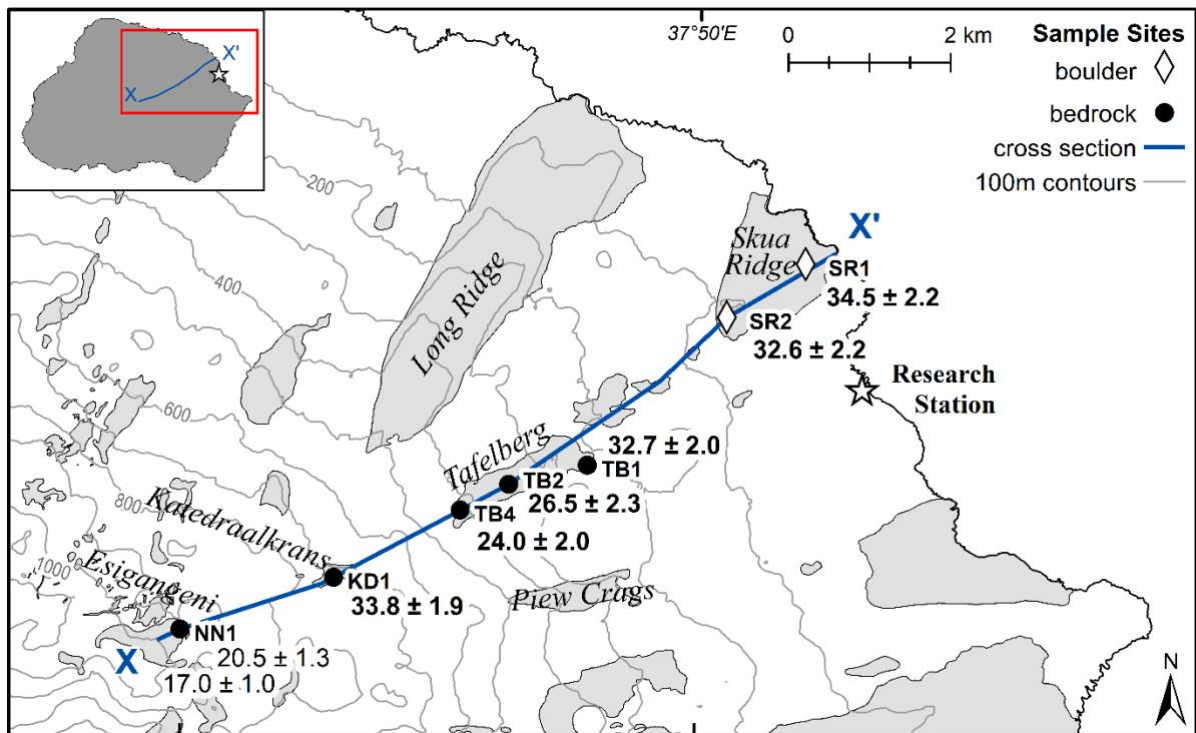 X
X'
37°50'E
0
2 km
Sample Sites
boulder
bedrock
cross section
100m contours
200
400
600
800
1000
Long Ridge
Skua
Ridge
X'
SR1
34.5 ± 2.2
SR2
32.6 ± 2.2
Research
Station
Tafelberg
32.7 ± 2.0
TB1
TB2
26.5 ± 2.3
TB4
24.0 ± 2.0
Katedraalkrans
KD1
33.8 ± 1.9
Piew Crags
Esigangeni
NN1
X
20.5 ± 1.3
17.0 ± 1.0
N